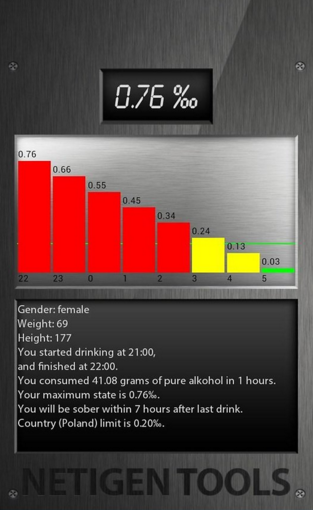 0.76 ‰
0.76
0.66
0.55
0.45
0.34
0.24
0.13
0.03
22 23 0 1 2 3 4 5
Gender: female
Weight: 69
Height: 177
You started drinking at 21:00,
and finished at 22:00.
You consumed 41.08 grams of pure alcohol in 1 hours.
Your maximum state is 0.76‰.
You will be sober within 7 hours after last drink.
Country (Poland) limit is 0.20‰.
NETIGEN TOOLS